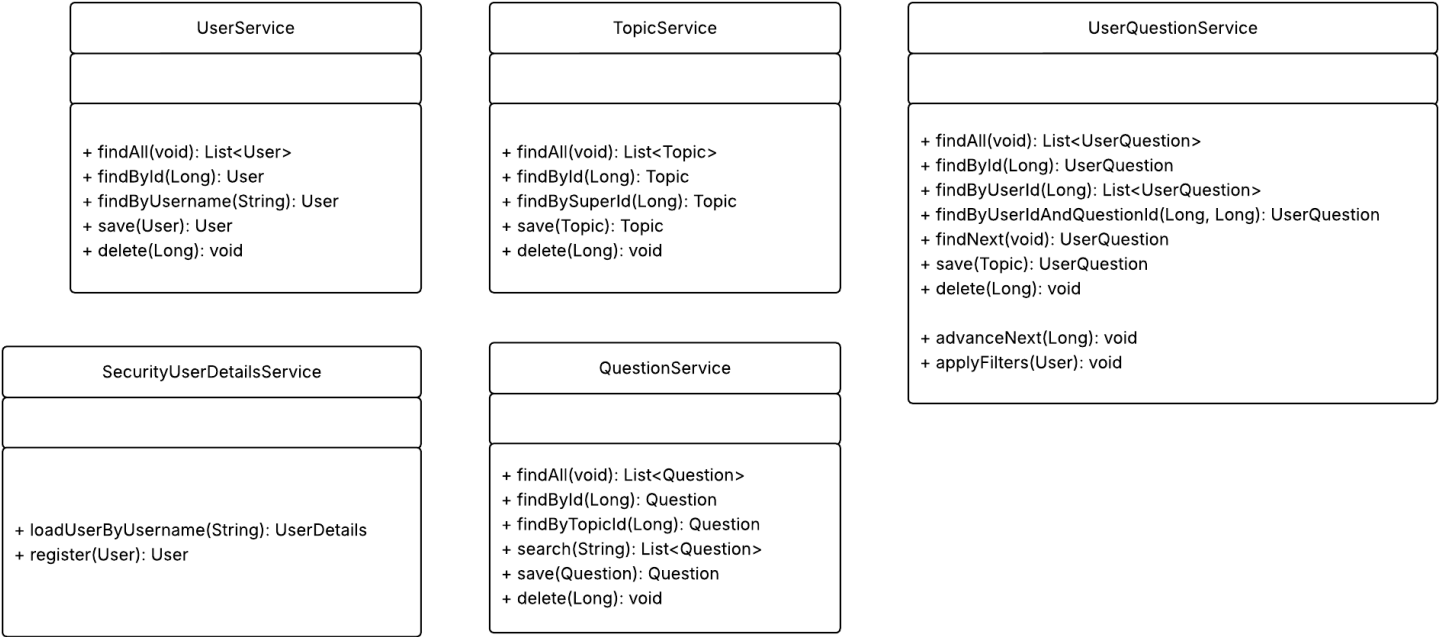 UserService
+ findAll(void): List<User>
+ findById(Long): User
+ findByUsername(String): User
+ save(User): User
+ delete(Long): void
TopicService
+ findAll(void): List<Topic>
+ findById(Long): Topic
+ findBySuperId(Long): Topic
+ save(Topic): Topic
+ delete(Long): void
UserQuestionService
+ findAll(void): List<UserQuestion>
+ findById(Long): UserQuestion
+ findByUserId(Long): List<UserQuestion>
+ findByUserIdAndQuestionId(Long, Long): UserQuestion
+ findNext(void): UserQuestion
+ save(Topic): UserQuestion
+ delete(Long): void
+ advanceNext(Long): void
+ applyFilters(User): void
SecurityUserDetailsService
+ loadUserByUsername(String): UserDetails
+ register(User): User
QuestionService
+ findAll(void): List<Question>
+ findById(Long): Question
+ findByTopicId(Long): Question
+ search(String): List<Question>
+ save(Question): Question
+ delete(Long): void